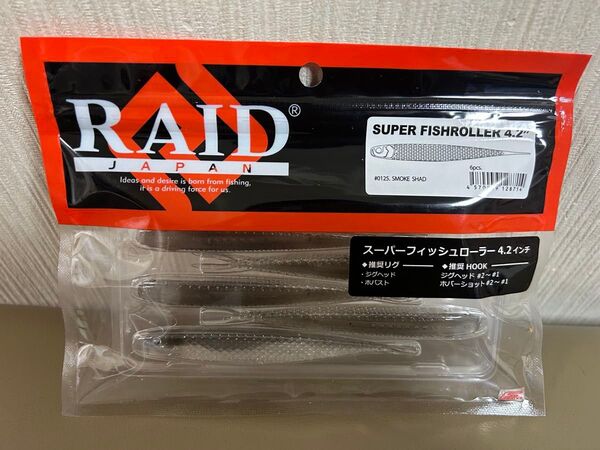 RAID®
JAPAN
Ideas and desire is born from fishing,
it is a driving force for us.
SUPER FISHROLLER 4.2"
6pcs.
#0125. SMOKE SHAD
スーパーフィッシュローラー 4.2インチ
◆推奨リグ
・ジグヘッド
・ホバスト
◆推奨 HOOK
ジグヘッド #2〜#1
ホバーショット#2〜#1